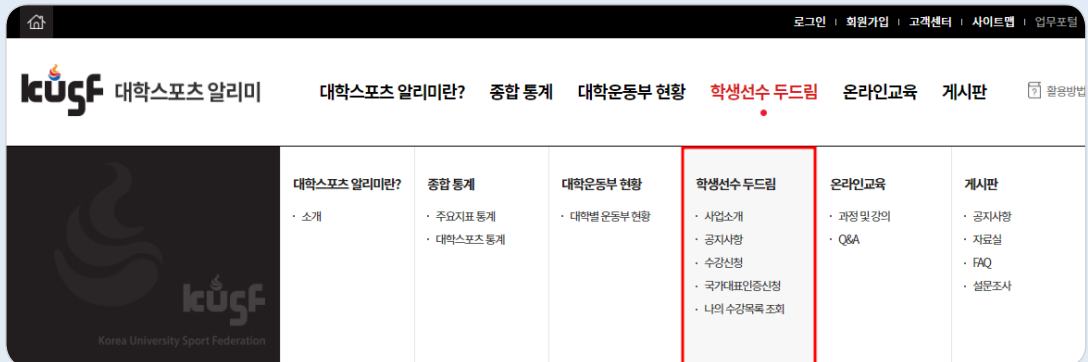 로그인 회원가입 고객센터 사이트맵 업무포털
kusf 대학스포츠 알리미
대학스포츠 알리미란? 종합 통계 대학운동부 현황 학생선수 두드림 온라인교육 게시판 ? 활용방법
대학스포츠 알리미란?
· 소개
종합 통계
· 주요지표 통계
· 대학스포츠 통계
대학운동부 현황
· 대학별 운동부 현황
학생선수 두드림
· 사업소개
· 공지사항
· 수강신청
· 국가대표인증신청
· 나의 수강목록 조회
온라인교육
· 과정 및 강의
· Q&A
게시판
· 공지사항
· 자료실
· FAQ
· 설문조사
kusf
Korea University Sport Federation